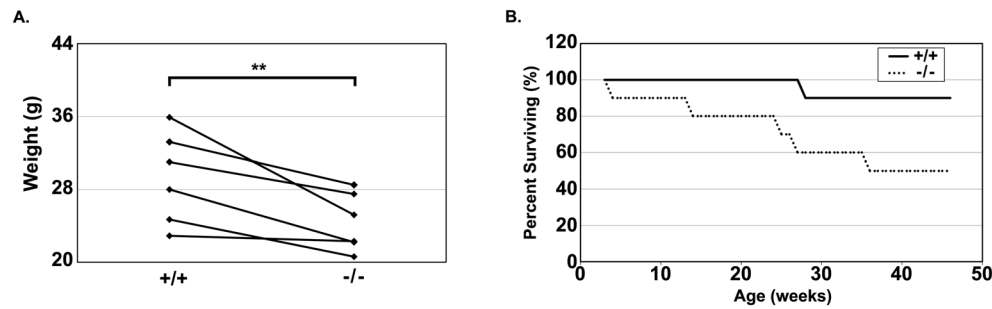 A.
Weight (g)
44
36
28
20
**
+/+
-/-
B.
Percent Surviving (%)
120
100
80
60
40
20
0
+/+
-/-
0 10 20 30 40 50
Age (weeks)